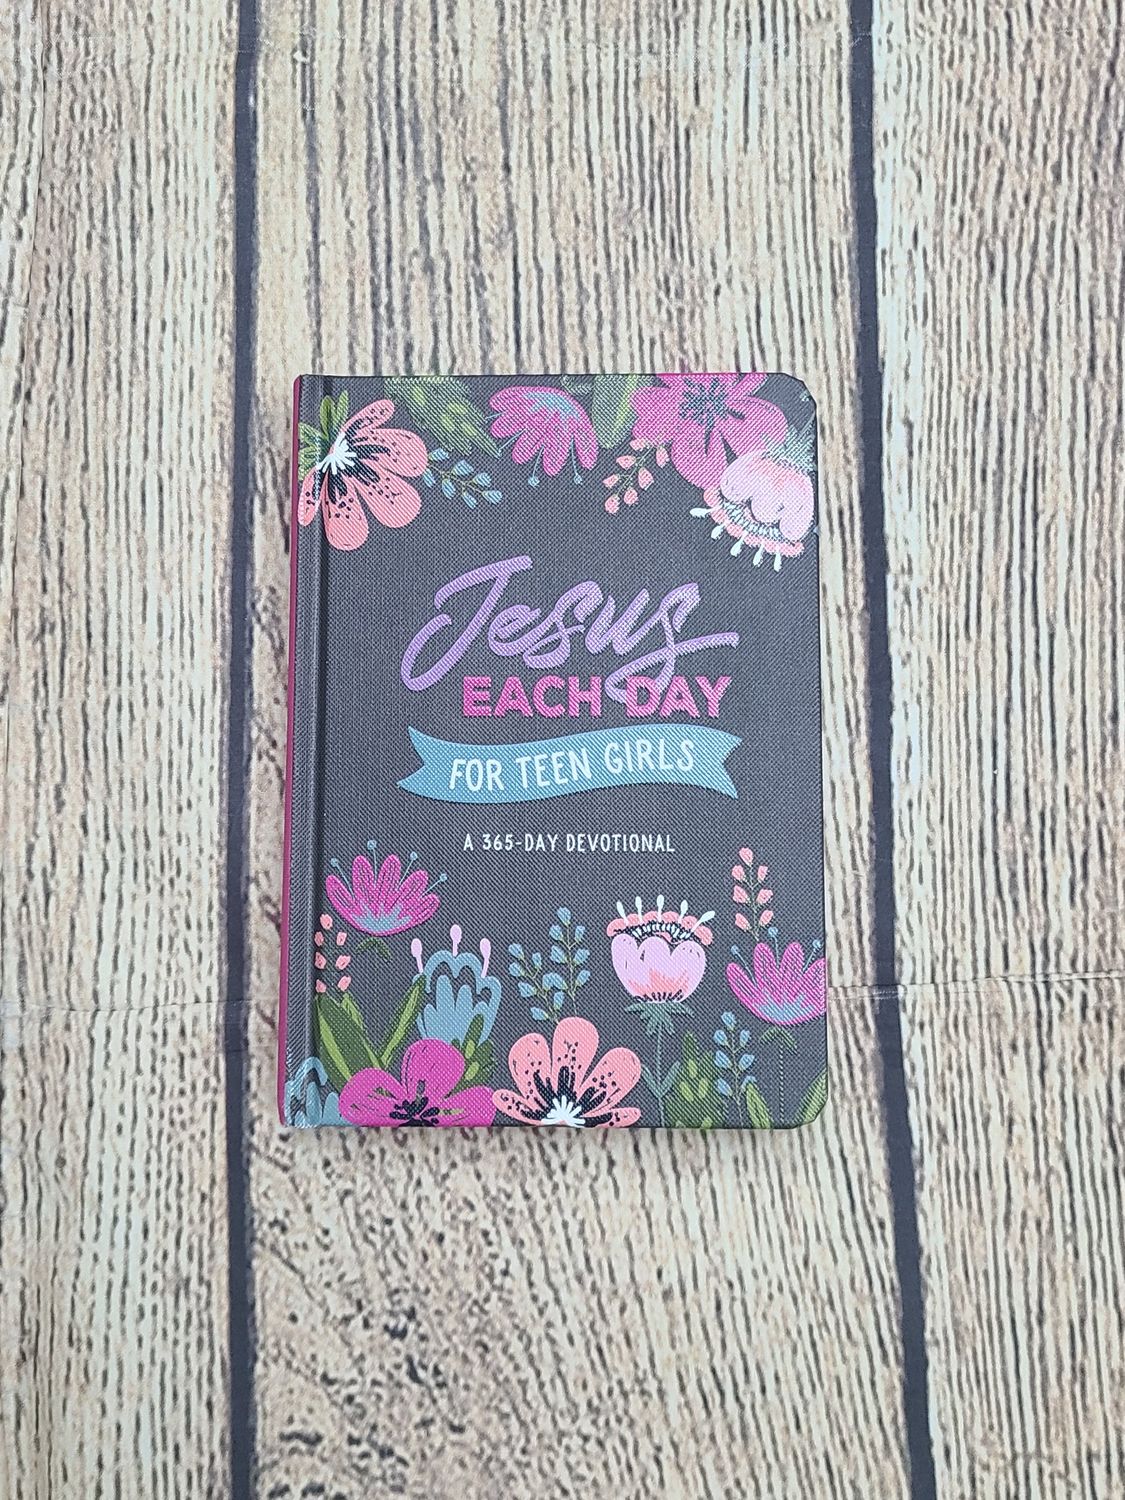 Jesus
EACH DAY
FOR TEEN GIRLS
A 365-DAY DEVOTIONAL